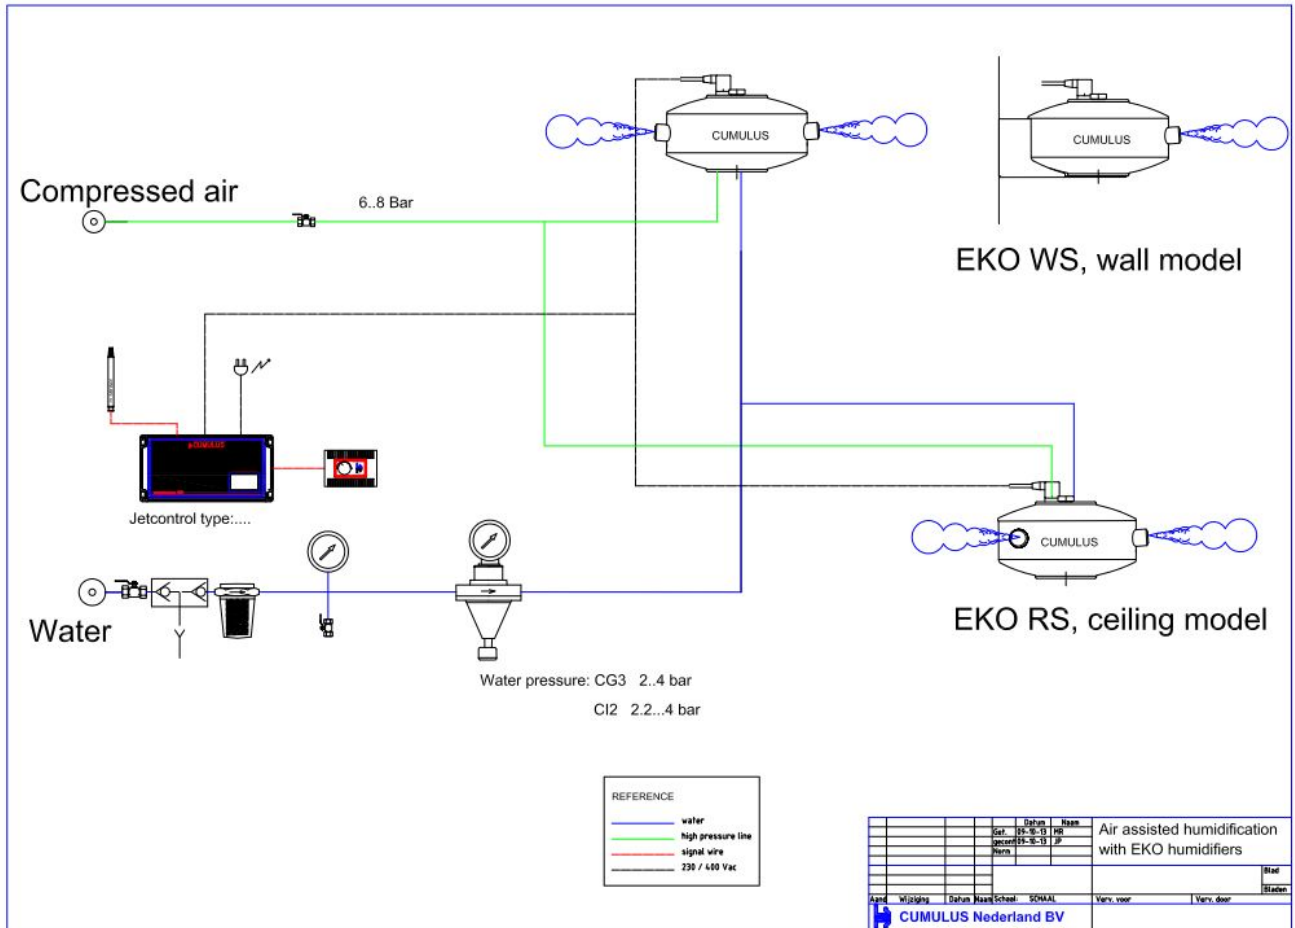 CUMULUS
CUMULUS
Compressed air
6..8 Bar
EKO WS, wall model
CUMULUS
Jetcontrol type:....
CUMULUS
Water
EKO RS, ceiling model
Water pressure: CG3 2..4 bar
CI2 2.2...4 bar
REFERENCE
water
high pressure line
signal wire
230 / 400 Vac
Datum Naam
Get. 09-10-13 MR
gecont 09-10-13 JP
Norm
Air assisted humidification
with EKO humidifiers
Blad
Bladen
Aand Wijziging Datum Naam Schaal: SCHAAL Verv. voor Verv. door
CUMULUS Nederland BV